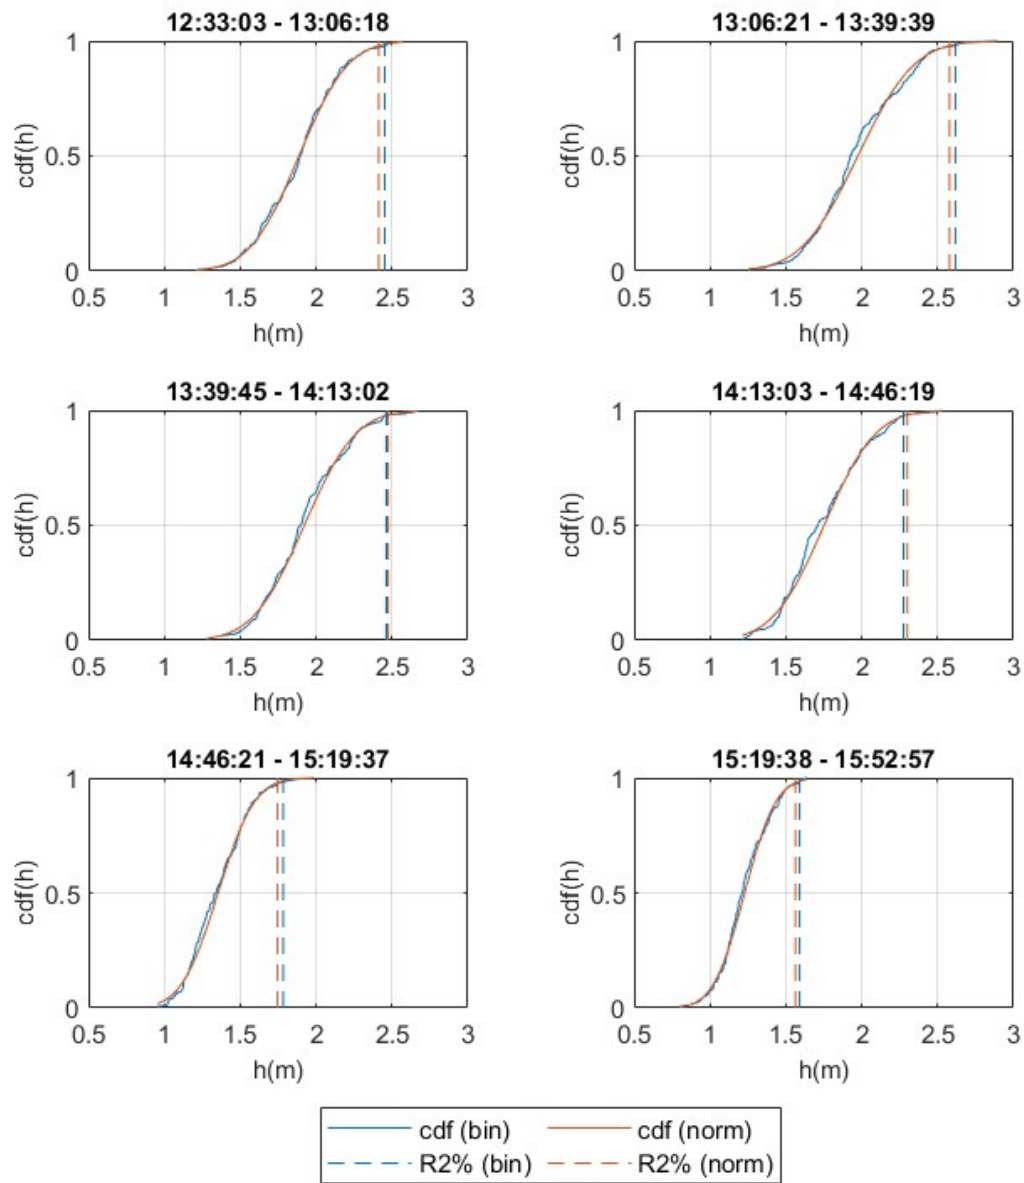 12:33:03 - 13:06:18
1
0.5
0
cdf(h)
0.5 1 1.5 2 2.5 3
h(m)
13:06:21 - 13:39:39
1
0.5
0
cdf(h)
0.5 1 1.5 2 2.5 3
h(m)
13:39:45 - 14:13:02
1
0.5
0
cdf(h)
0.5 1 1.5 2 2.5 3
h(m)
14:13:03 - 14:46:19
1
0.5
0
cdf(h)
0.5 1 1.5 2 2.5 3
h(m)
14:46:21 - 15:19:37
1
0.5
0
cdf(h)
0.5 1 1.5 2 2.5 3
h(m)
15:19:38 - 15:52:57
1
0.5
0
cdf(h)
0.5 1 1.5 2 2.5 3
h(m)
cdf (bin) cdf (norm)
R2% (bin) R2% (norm)